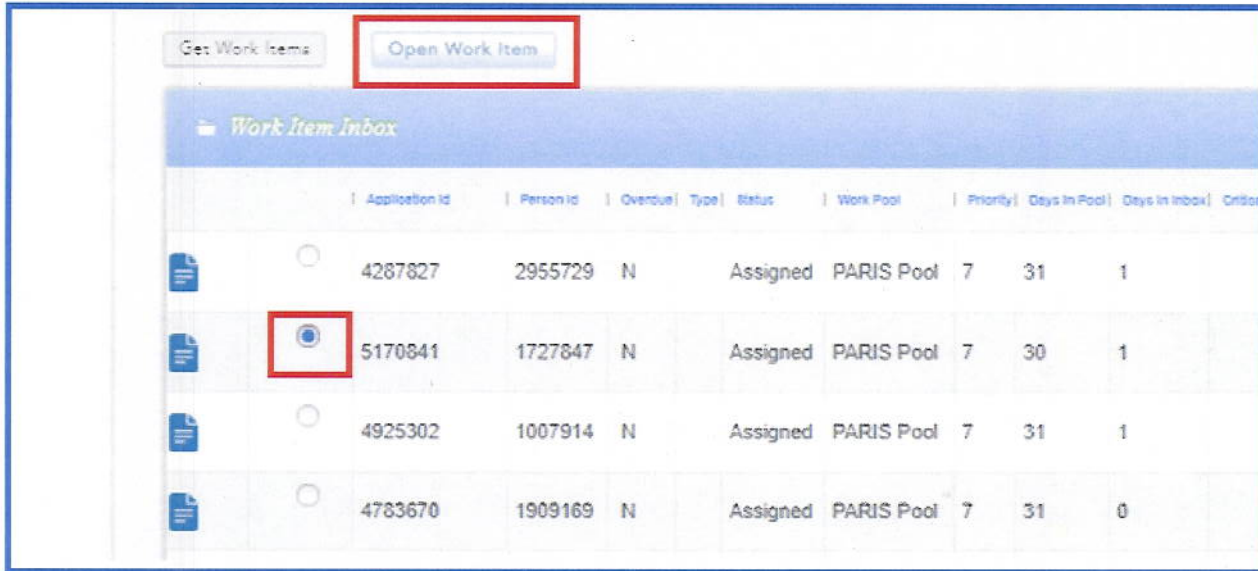 Get Work Items Open Work Item
Work Item Inbox
Application Id Person Id Overdue Type Status Work Pool Priority Days In Pool Days In Inbox
4287827 2955729 N Assigned PARIS Pool 7 31 1
5170841 1727847 N Assigned PARIS Pool 7 30 1
4925302 1007914 N Assigned PARIS Pool 7 31 1
4783670 1909169 N Assigned PARIS Pool 7 31 0